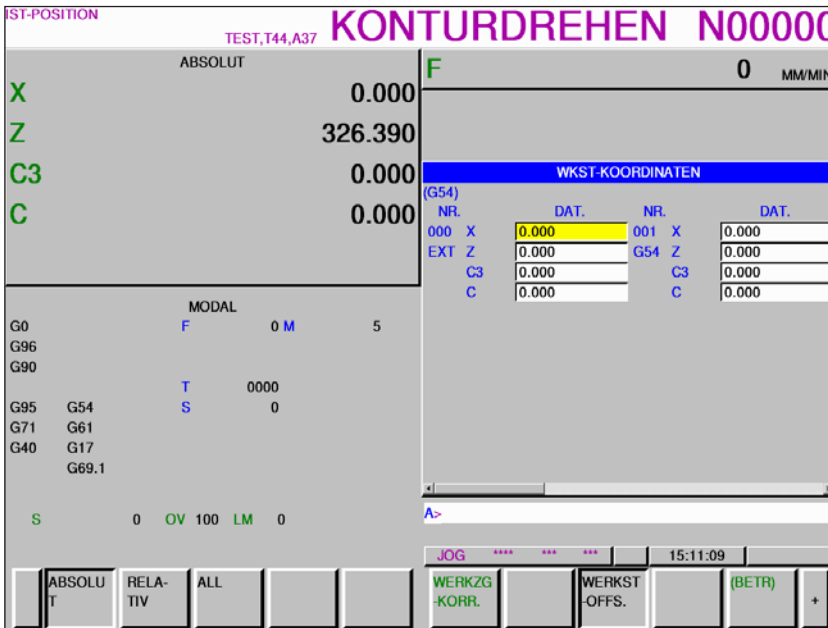 IST-POSITION
TEST,T44,A37 KONTURDREHEN N00000
ABSOLUT
X 0.000
Z 326.390
C3 0.000
C 0.000
F 0 MM/MIN
WKST-KOORDINATEN
(G54)
NR. DAT. NR. DAT.
000 X 0.000 001 X 0.000
EXT Z 0.000 G54 Z 0.000
C3 0.000 C3 0.000
C 0.000 C 0.000
MODAL
G0 F 0 M 5
G96
G90
T 0000
G95 G54 S 0
G71 G61
G40 G17
G69.1
S 0 OV 100 LM 0
A>
JOG **** *** *** 15:11:09
ABSOLU
T
RELA-
TIV
ALL
WERKZG
-KORR.
WERKST
-OFFS.
(BETR)
+